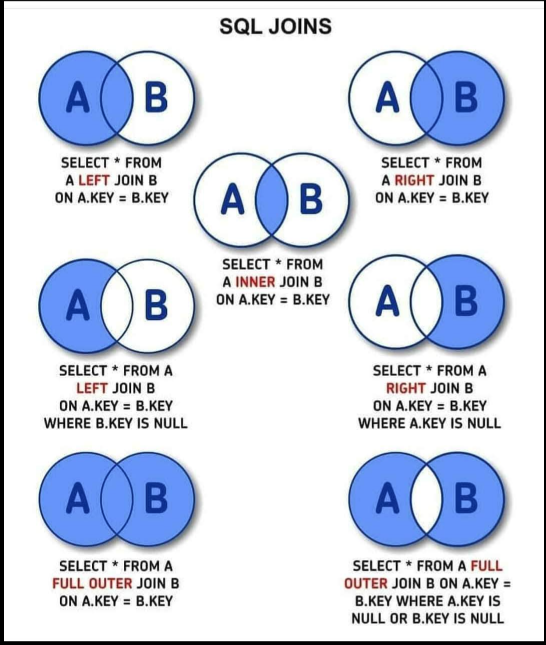 SQL JOINS
A B
SELECT * FROM
A LEFT JOIN B
ON A.KEY = B.KEY
A B
SELECT * FROM
A RIGHT JOIN B
ON A.KEY = B.KEY
A B
SELECT * FROM
A INNER JOIN B
ON A.KEY = B.KEY
A B
SELECT * FROM A
LEFT JOIN B
ON A.KEY = B.KEY
WHERE B.KEY IS NULL
A B
SELECT * FROM A
RIGHT JOIN B
ON A.KEY = B.KEY
WHERE A.KEY IS NULL
A B
SELECT * FROM A
FULL OUTER JOIN B
ON A.KEY = B.KEY
A B
SELECT * FROM A FULL
OUTER JOIN B ON A.KEY =
B.KEY WHERE A.KEY IS
NULL OR B.KEY IS NULL